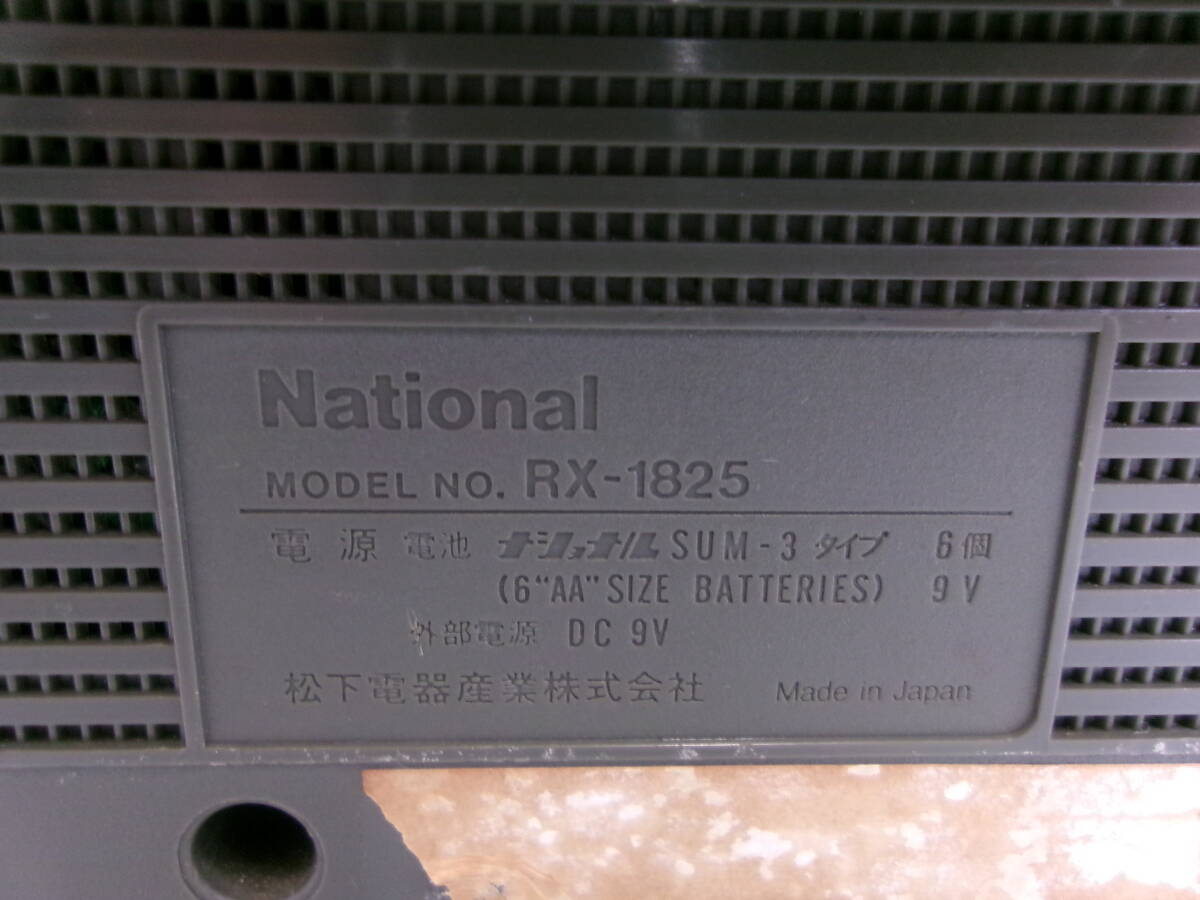 National
MODEL NO. RX-1825
電源 電池 ナショナル SUM-3 タイプ 6個
(6"AA"SIZE BATTERIES) 9V
外部電源 DC 9V
松下電器産業株式会社 Made in Japan